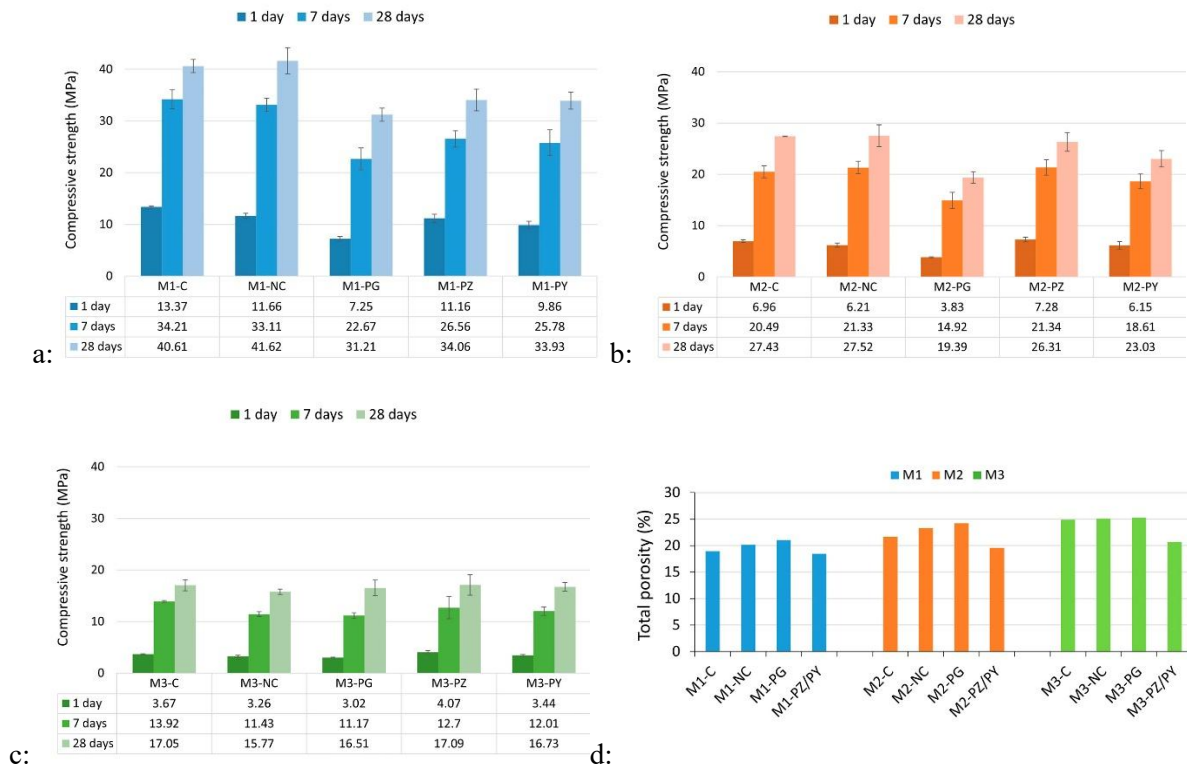 1 day 7 days 28 days
Compressive strength (MPa)
40
30
20
10
0
M1-C M1-NC M1-PG M1-PZ M1-PY
1 day 13.37 11.66 7.25 11.16 9.86
7 days 34.21 33.11 22.67 26.56 25.78
28 days 40.61 41.62 31.21 34.06 33.93
a:
1 day 7 days 28 days
Compressive strength (MPa)
40
30
20
10
0
M2-C M2-NC M2-PG M2-PZ M2-PY
1 day 6.96 6.21 3.83 7.28 6.15
7 days 20.49 21.33 14.92 21.34 18.61
28 days 27.43 27.52 19.39 26.31 23.03
b:
1 day 7 days 28 days
Compressive strength (MPa)
40
30
20
10
0
M3-C M3-NC M3-PG M3-PZ M3-PY
1 day 3.67 3.26 3.02 4.07 3.44
7 days 13.92 11.43 11.17 12.7 12.01
28 days 17.05 15.77 16.51 17.09 16.73
c:
M1 M2 M3
Total porosity (%)
30
25
20
15
10
5
0
M1-C M1-NC M1-PG M1-PZ/PY M2-C M2-NC M2-PG M2-PZ/PY M3-C M3-NC M3-PG M3-PZ/PY
d: